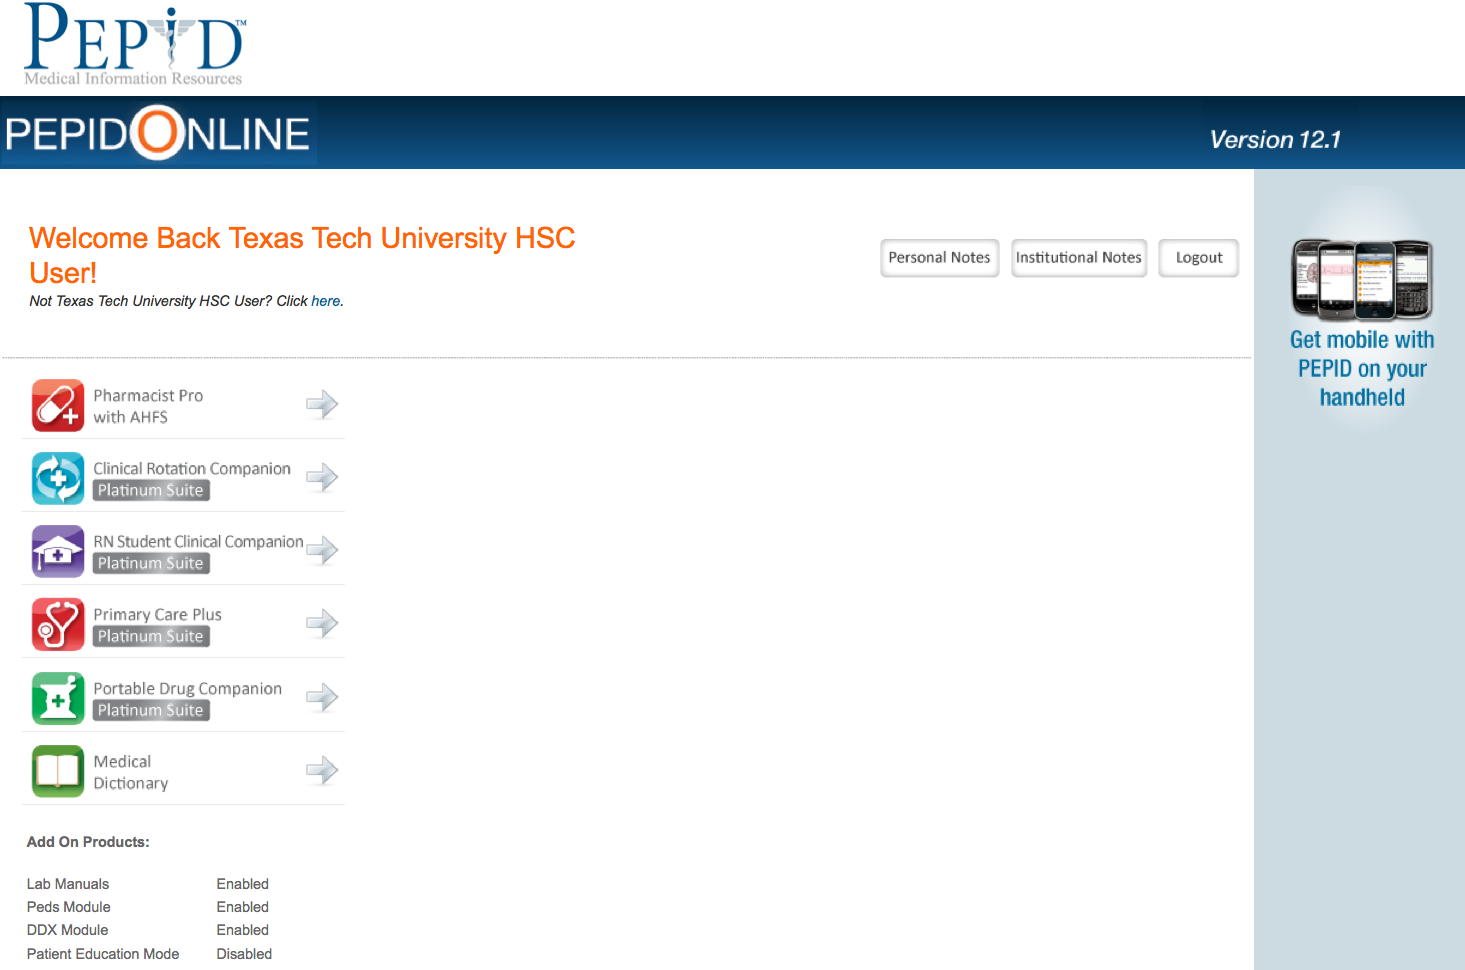 PEPID™
Medical Information Resources
PEPIDONLINE
Version 12.1
Welcome Back Texas Tech University HSC
User!
Not Texas Tech University HSC User? Click here.
Personal Notes
Institutional Notes
Logout
Get mobile with
PEPID on your
handheld
Pharmacist Pro
with AHFS
Clinical Rotation Companion
Platinum Suite
RN Student Clinical Companion
Platinum Suite
Primary Care Plus
Platinum Suite
Portable Drug Companion
Platinum Suite
Medical
Dictionary
Add On Products:
Lab Manuals Enabled
Peds Module Enabled
DDX Module Enabled
Patient Education Mode Disabled